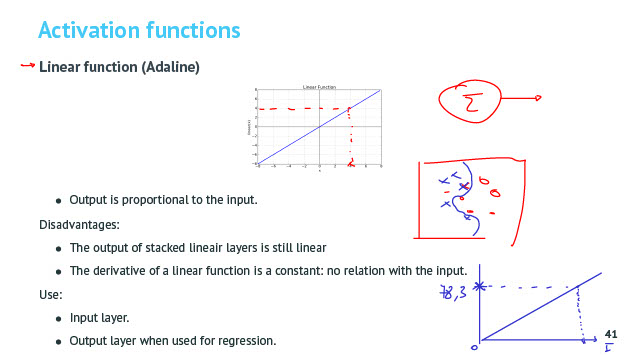 Activation functions
Linear function (Adaline)
Linear Function
Output is proportional to the input.
Disadvantages:
The output of stacked lineair layers is still linear
The derivative of a linear function is a constant: no relation with the input.
78,3
Use:
Input layer.
0
41
Output layer when used for regression.